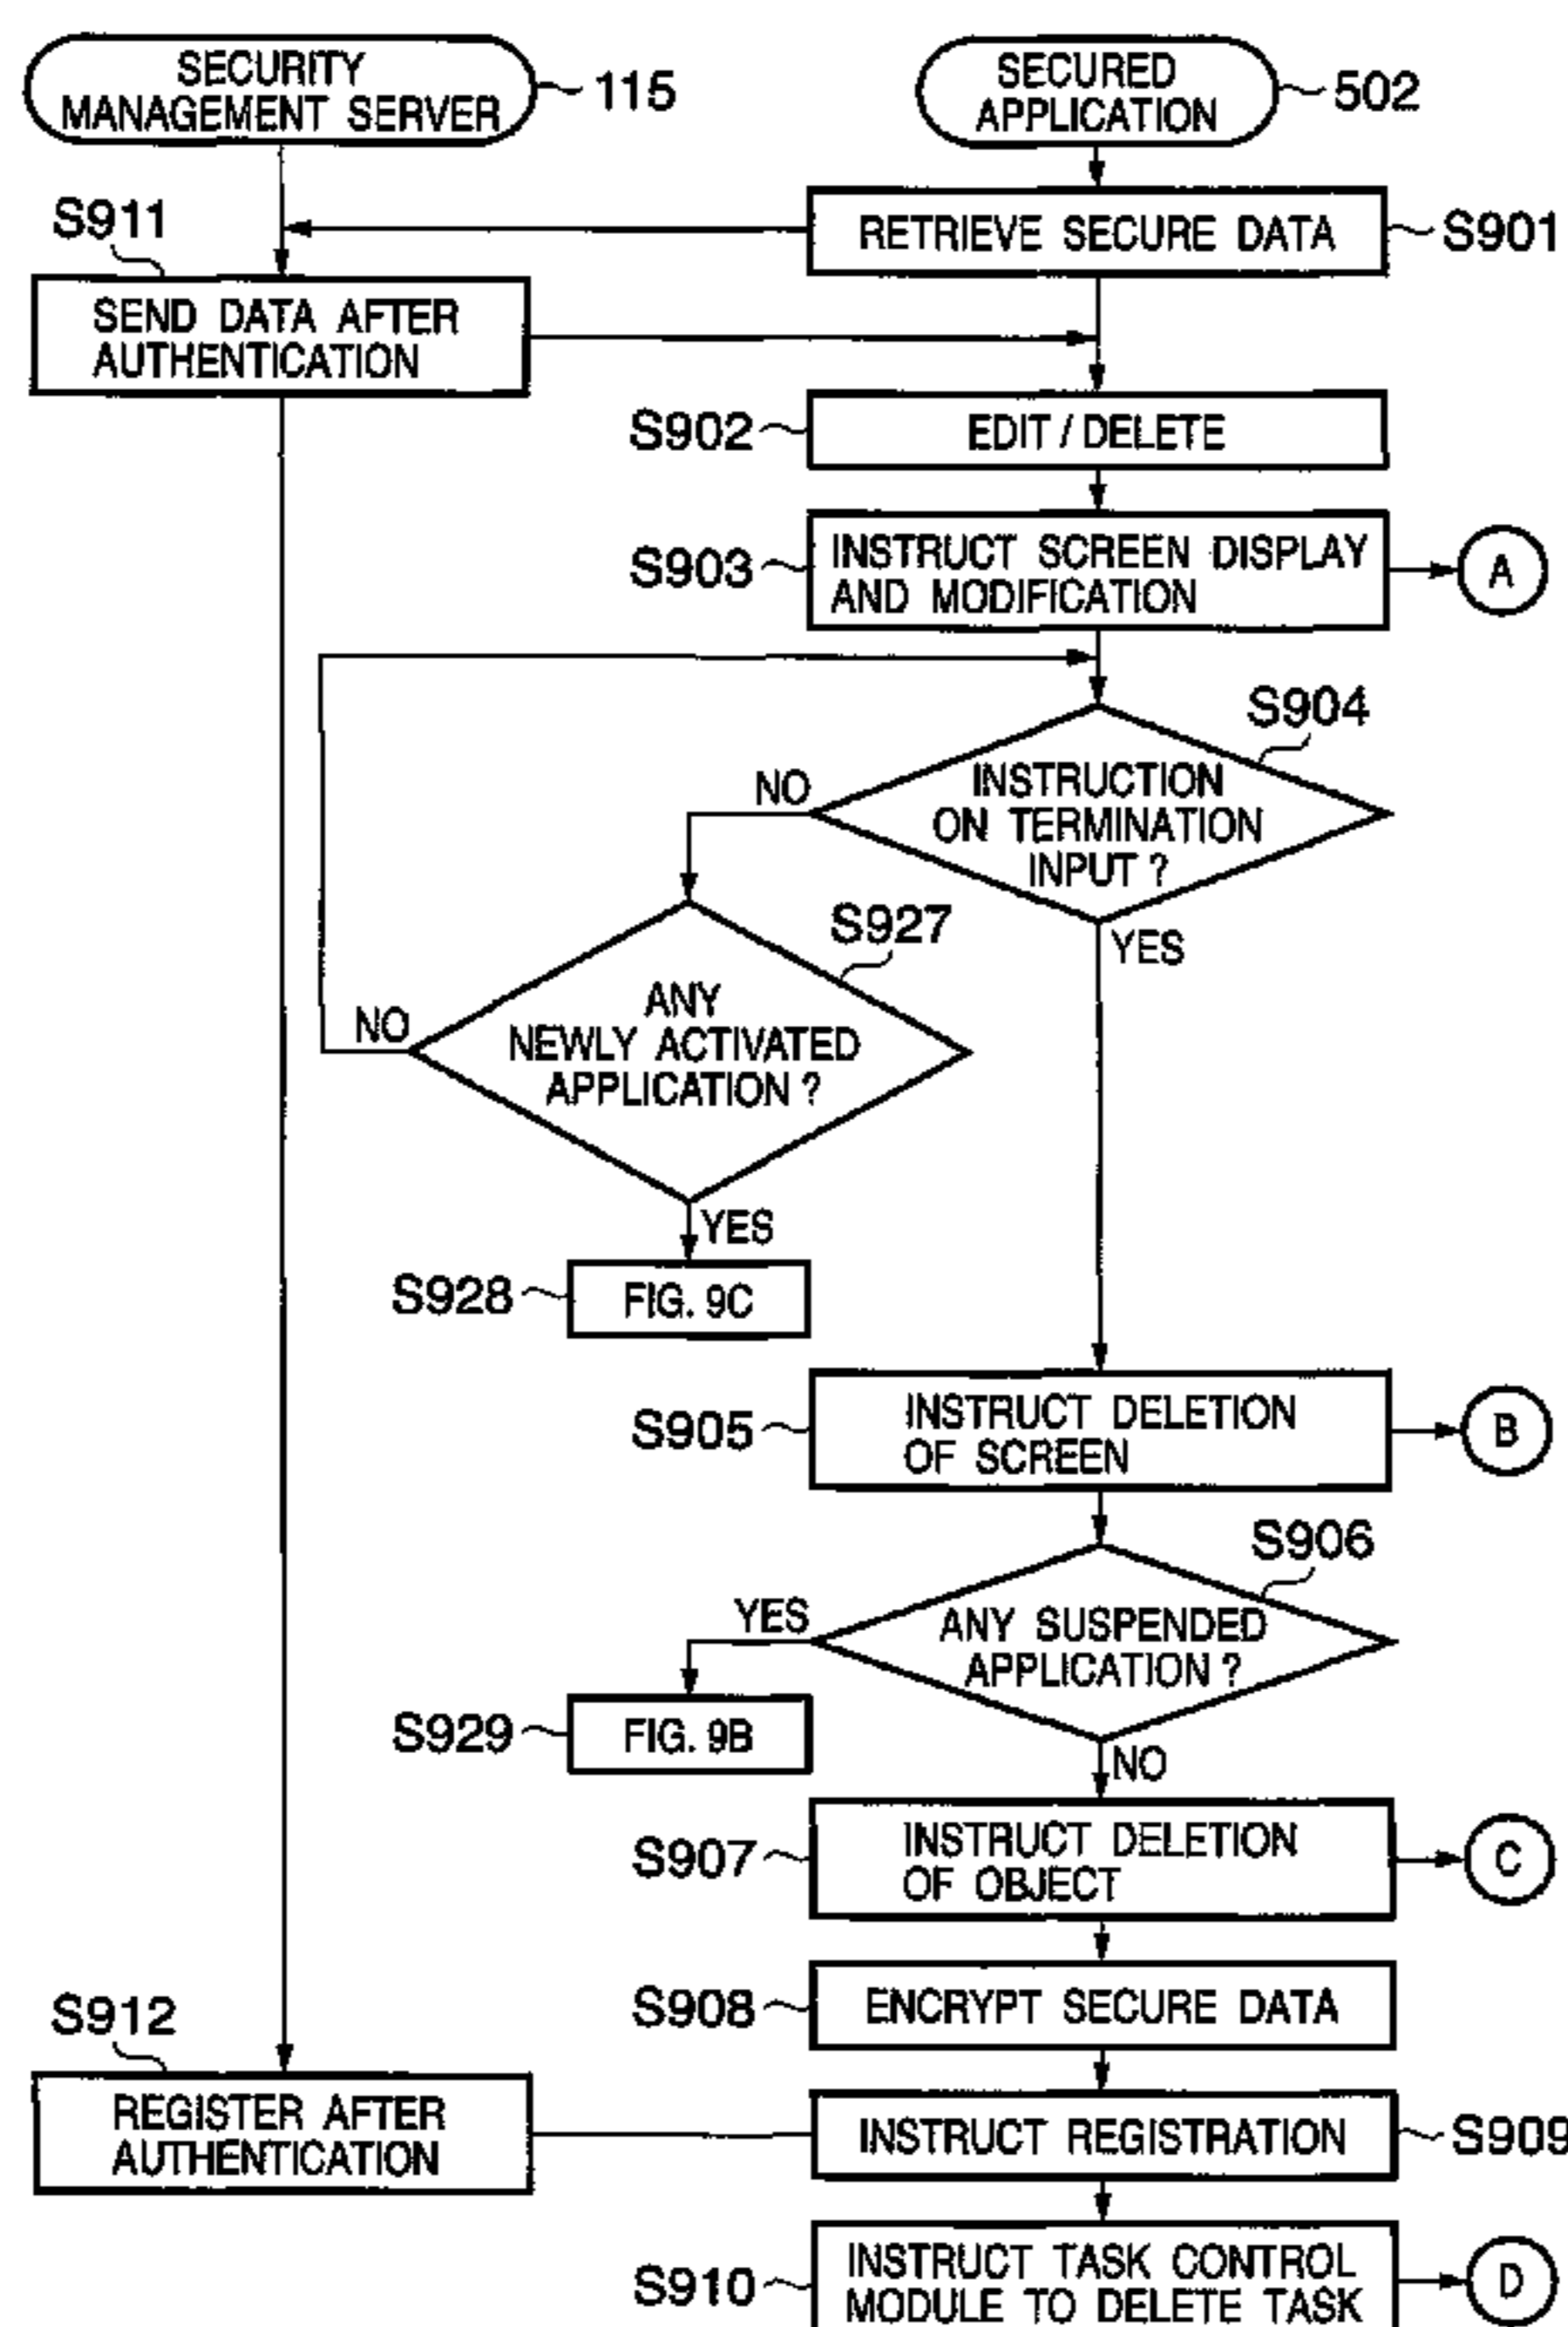 SECURITY
MANAGEMENT SERVER
115
SECURED
APPLICATION
502
S911
RETRIEVE SECURE DATA
S901
SEND DATA AFTER
AUTHENTICATION
S902
EDIT / DELETE
S903
INSTRUCT SCREEN DISPLAY
AND MODIFICATION
A
S904
NO
INSTRUCTION
ON TERMINATION
INPUT ?
YES
S927
NO
ANY
NEWLY ACTIVATED
APPLICATION ?
YES
S928
FIG. 9C
S905
INSTRUCT DELETION
OF SCREEN
B
S906
YES
ANY SUSPENDED
APPLICATION ?
S929
FIG. 9B
NO
S907
INSTRUCT DELETION
OF OBJECT
C
S908
ENCRYPT SECURE DATA
S912
REGISTER AFTER
AUTHENTICATION
INSTRUCT REGISTRATION
S909
S910
INSTRUCT TASK CONTROL
MODULE TO DELETE TASK
D